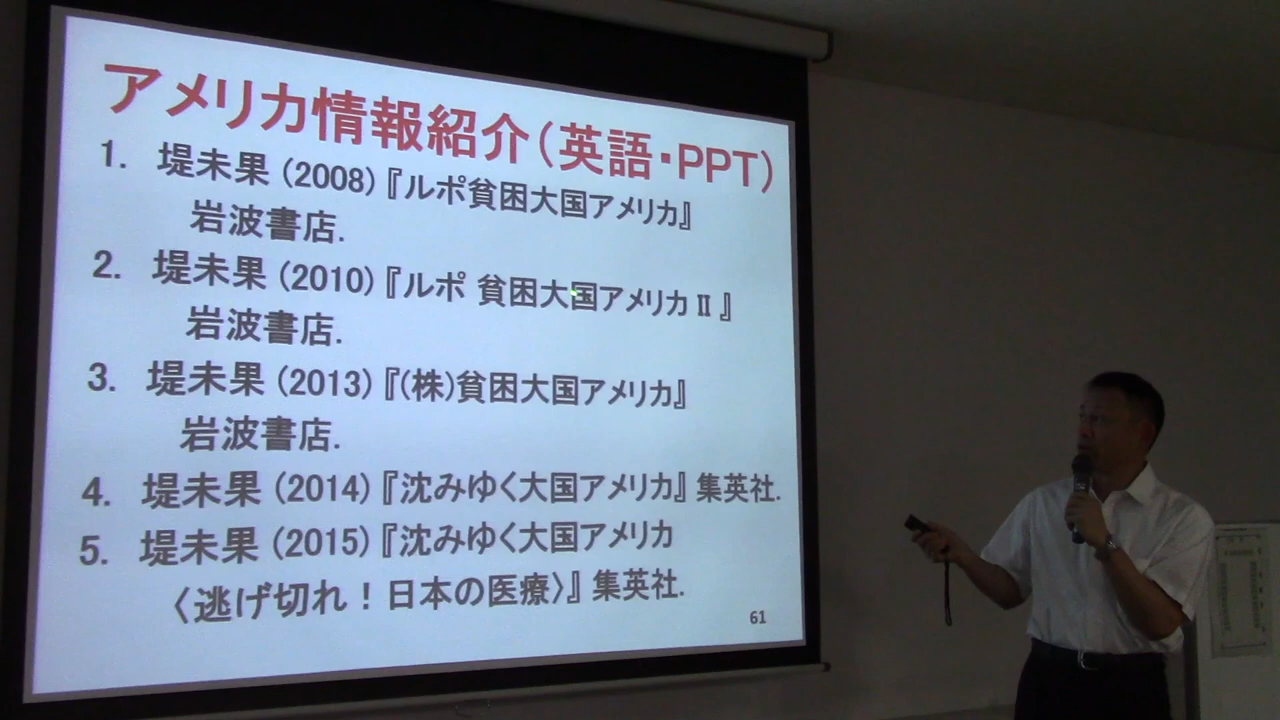 アメリカ情報紹介（英語・PPT）
1. 堤未果 (2008) 『ルポ貧困大国アメリカ』
岩波書店.
2. 堤未果 (2010) 『ルポ 貧困大国アメリカⅡ』
岩波書店.
3. 堤未果 (2013) 『(株)貧困大国アメリカ』
岩波書店.
4. 堤未果 (2014) 『沈みゆく大国アメリカ』 集英社.
5. 堤未果 (2015) 『沈みゆく大国アメリカ
〈逃げ切れ！日本の医療〉』 集英社.
61